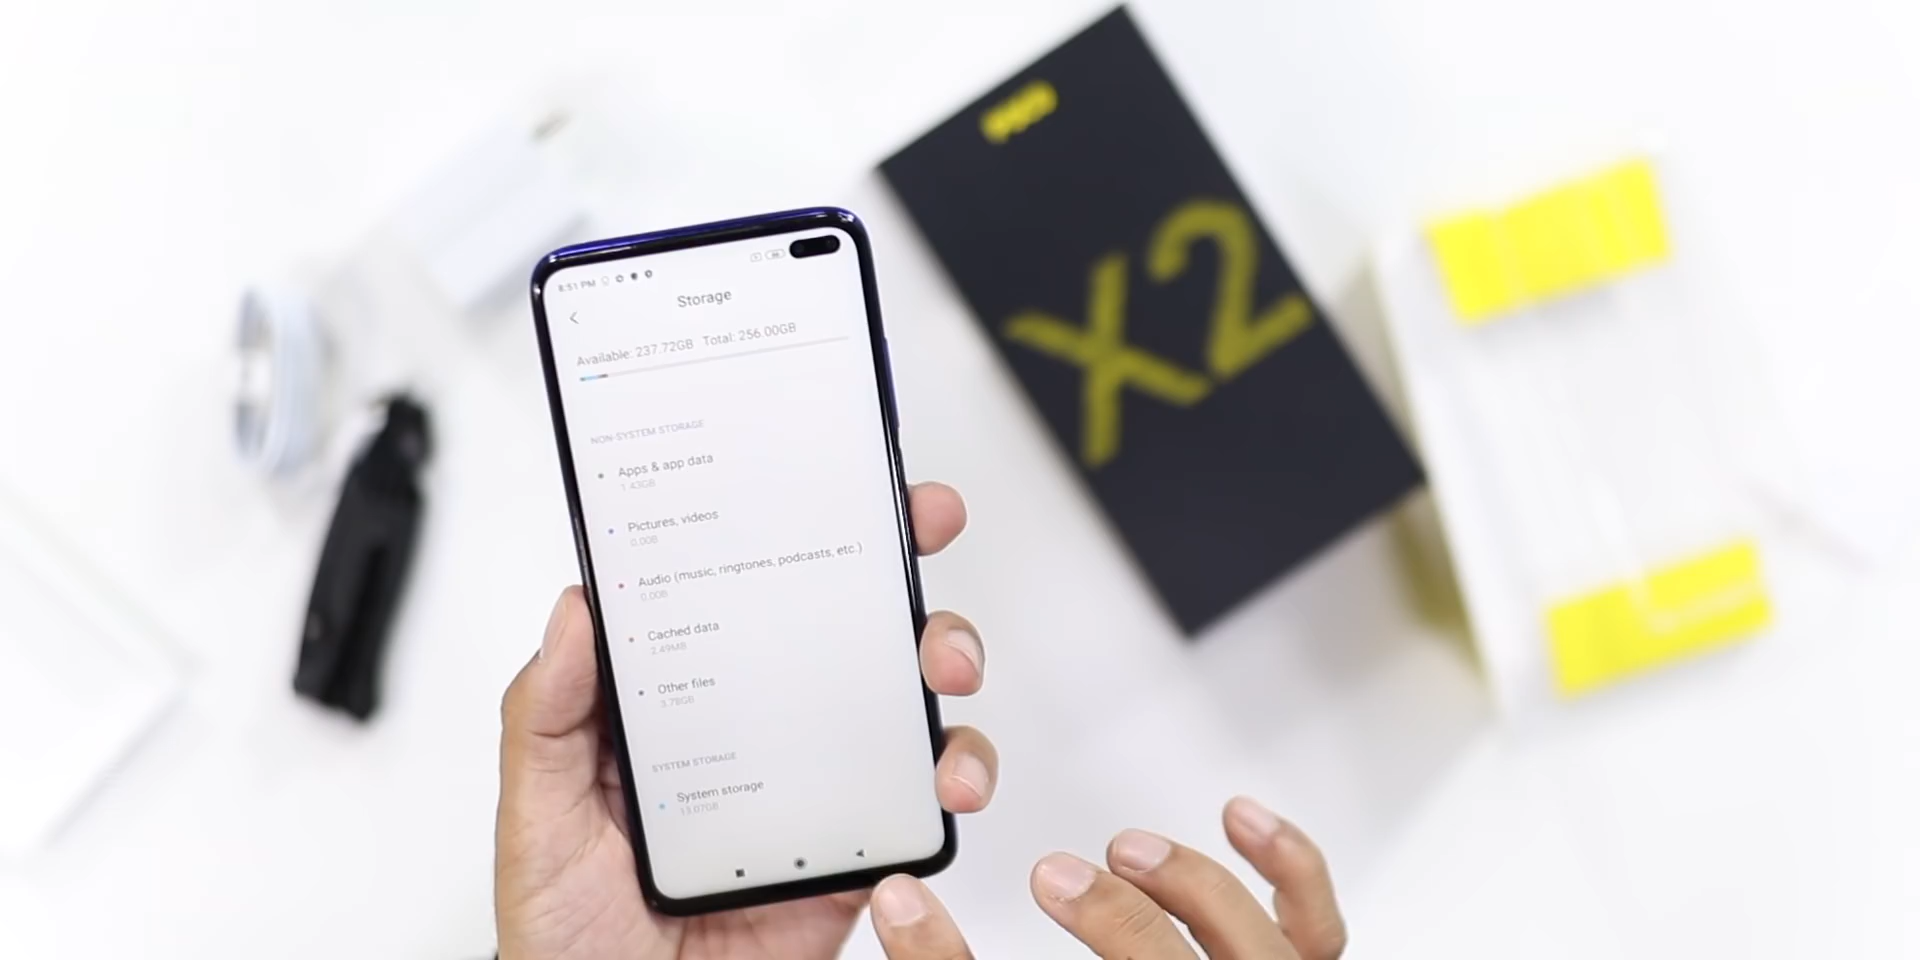 8:51 PM
Storage
Available: 237.72GB Total: 256.00GB
NON-SYSTEM STORAGE
Apps & app data
1.43GB
Pictures, videos
0.00B
Audio (music, ringtones, podcasts, etc.)
0.00B
Cached data
2.49MB
Other files
3.78GB
SYSTEM STORAGE
System storage
13.07GB
X2